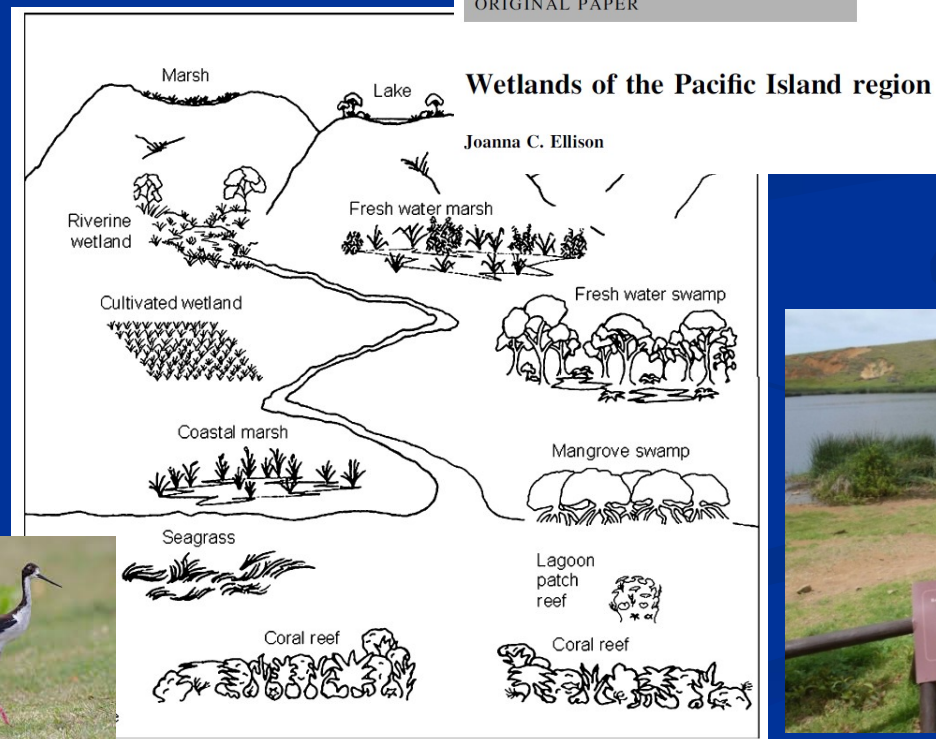 ORIGINAL PAPER
Wetlands of the Pacific Island region
Joanna C. Ellison
Marsh
Lake
Riverine
wetland
Fresh water marsh
Cultivated wetland
Fresh water swamp
Coastal marsh
Mangrove swamp
Seagrass
Lagoon
patch
reef
Coral reef
Coral reef